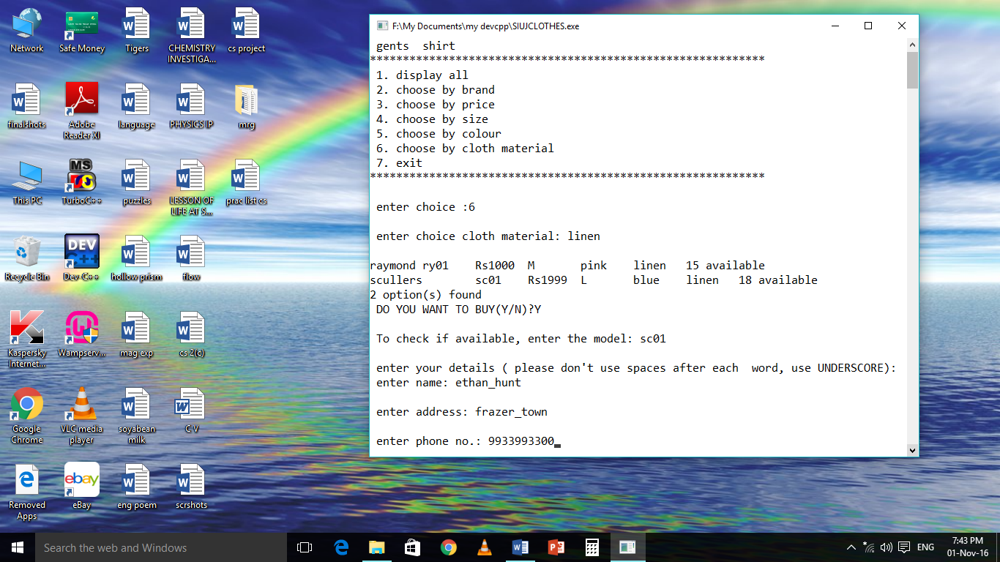 Network
Safe Money
Tigers
CHEMISTRY INVESTIGA...
cs project
finalshots
Adobe Reader XI
language
PHYSICS IP
mrg
This PC
MS
TurboC++
puzzles
LESSON OF LIFE AT S...
prac list cs
Recycle Bin
DEV C++
Dev-C++
hollow prism
flow
Kaspersky Internet...
Wampserv...
mag exp
cs 2(c)
Google Chrome
VLC media player
soyabean milk
C V
Removed Apps
ebay
eBay
eng poem
scrshots
F:\My Documents\my devcpp\SIUJCLOTHES.exe
gents  shirt
************************************************************
1. display all
2. choose by brand
3. choose by price
4. choose by size
5. choose by colour
6. choose by cloth material
7. exit
************************************************************
enter choice :6
enter choice cloth material: linen
raymond ry01    Rs1000  M       pink    linen   15 available
scullers        sc01    Rs1999  L       blue    linen   18 available
2 option(s) found
DO YOU WANT TO BUY(Y/N)?Y
To check if available, enter the model: sc01
enter your details ( please don't use spaces after each  word, use UNDERSCORE):
enter name: ethan_hunt
enter address: frazer_town
enter phone no.: 9933993300
Search the web and Windows
ENG
7:43 PM
01-Nov-16